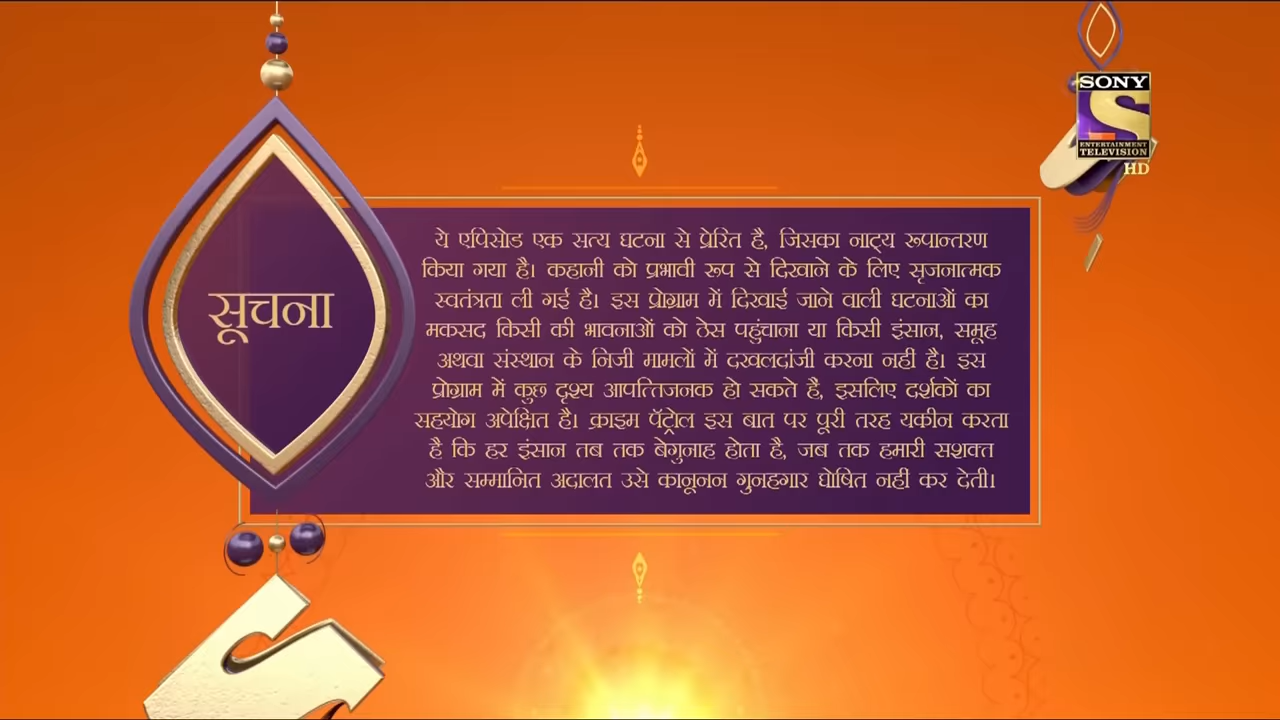 सूचना
ये एपिसोड एक सत्य घटना से प्रेरित है, जिसका नाट्य रूपान्तरण
किया गया है। कहानी को प्रभावी रूप से दिखाने के लिए सृजनात्मक
स्वतंत्रता ली गई है। इस प्रोग्राम में दिखाई जाने वाली घटनाओं का
मकसद किसी की भावनाओं को ठेस पहुंचाना या किसी इंसान, समूह
अथवा संस्थान के निजी मामलों में दखलदांजी करना नहीं है। इस
प्रोग्राम में कुछ दृश्य आपत्तिजनक हो सकते हैं, इसलिए दर्शकों का
सहयोग अपेक्षित है। क्राइम पॅट्रोल इस बात पर पूरी तरह यकीन करता
है कि हर इंसान तब तक बेगुनाह होता है, जब तक हमारी सशक्त
और सम्मानित अदालत उसे कानूनन गुनहगार घोषित नहीं कर देती।
SONY
ENTERTAINMENT
TELEVISION
HD